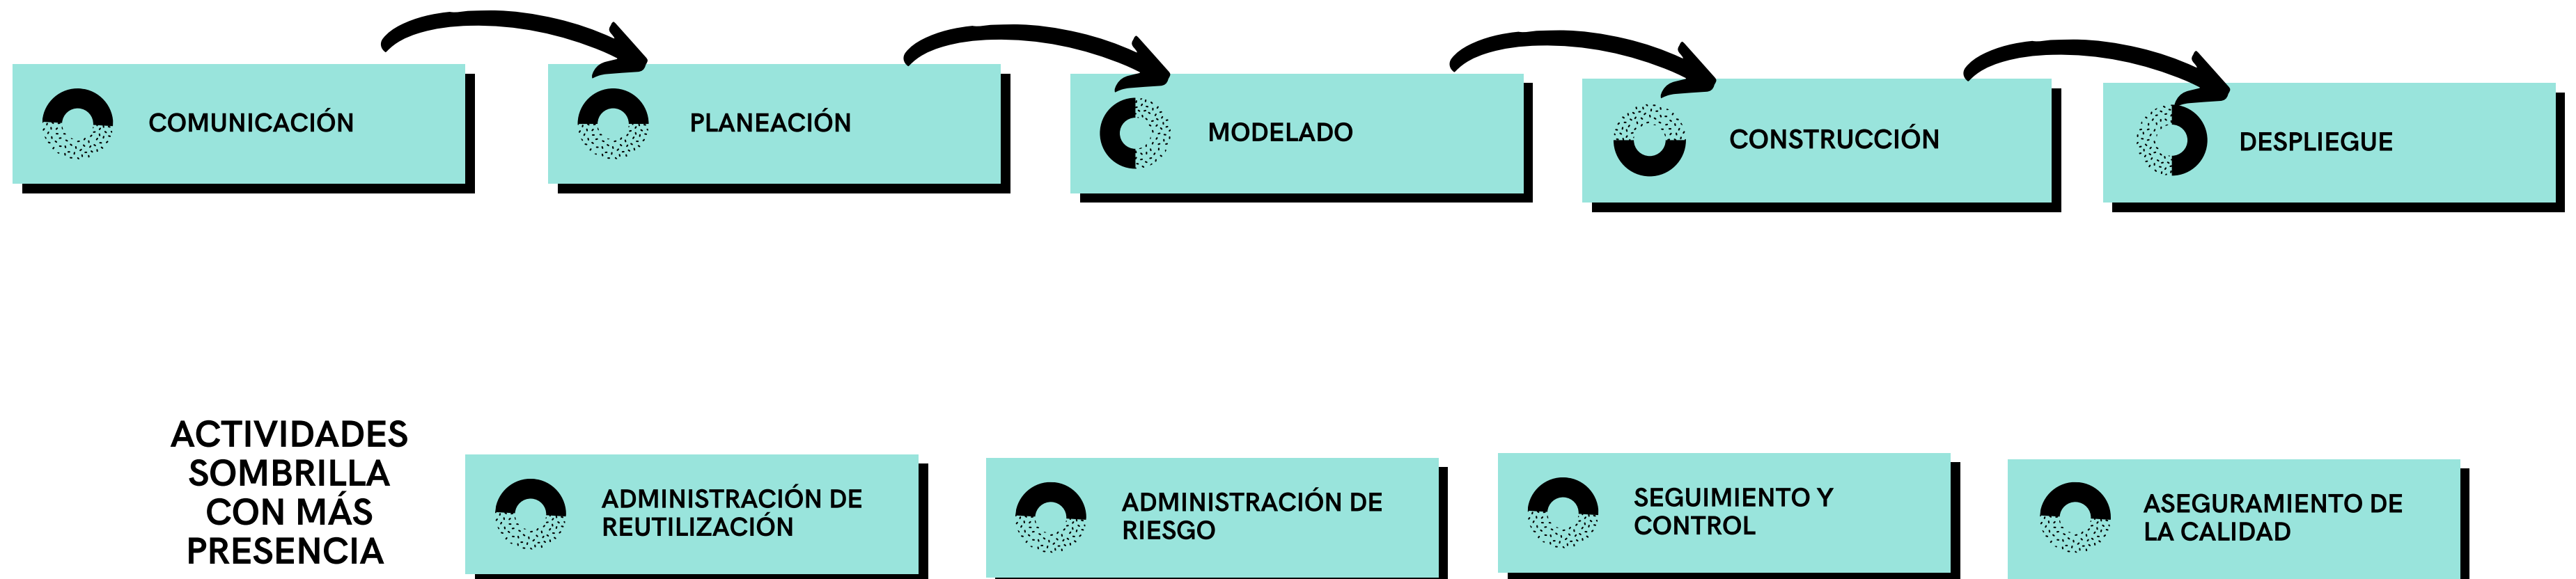 COMUNICACIÓN
PLANEACIÓN
MODELADO
CONSTRUCCIÓN
DESPLIEGUE
ACTIVIDADES
SOMBRILLA
CON MÁS
PRESENCIA
ADMINISTRACIÓN DE
REUTILIZACIÓN
ADMINISTRACIÓN DE
RIESGO
SEGUIMIENTO Y
CONTROL
ASEGURAMIENTO DE
LA CALIDAD